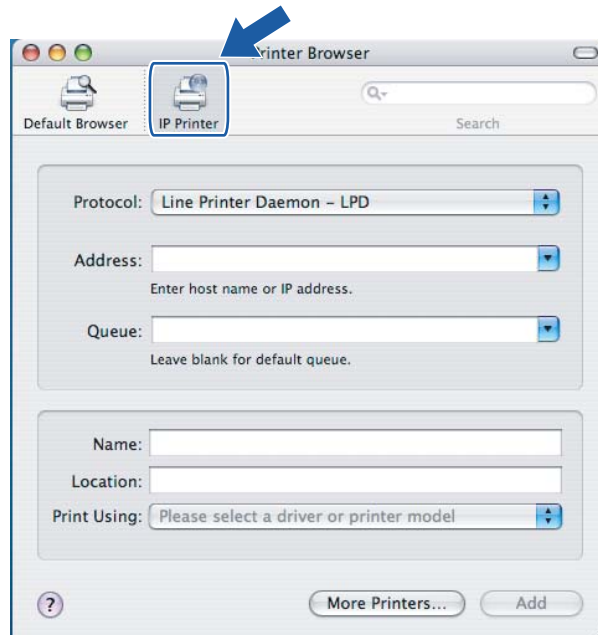 Printer Browser
Default Browser
IP Printer
Search
Protocol: Line Printer Daemon – LPD
Address:
Enter host name or IP address.
Queue:
Leave blank for default queue.
Name:
Location:
Print Using: Please select a driver or printer model
? More Printers... Add